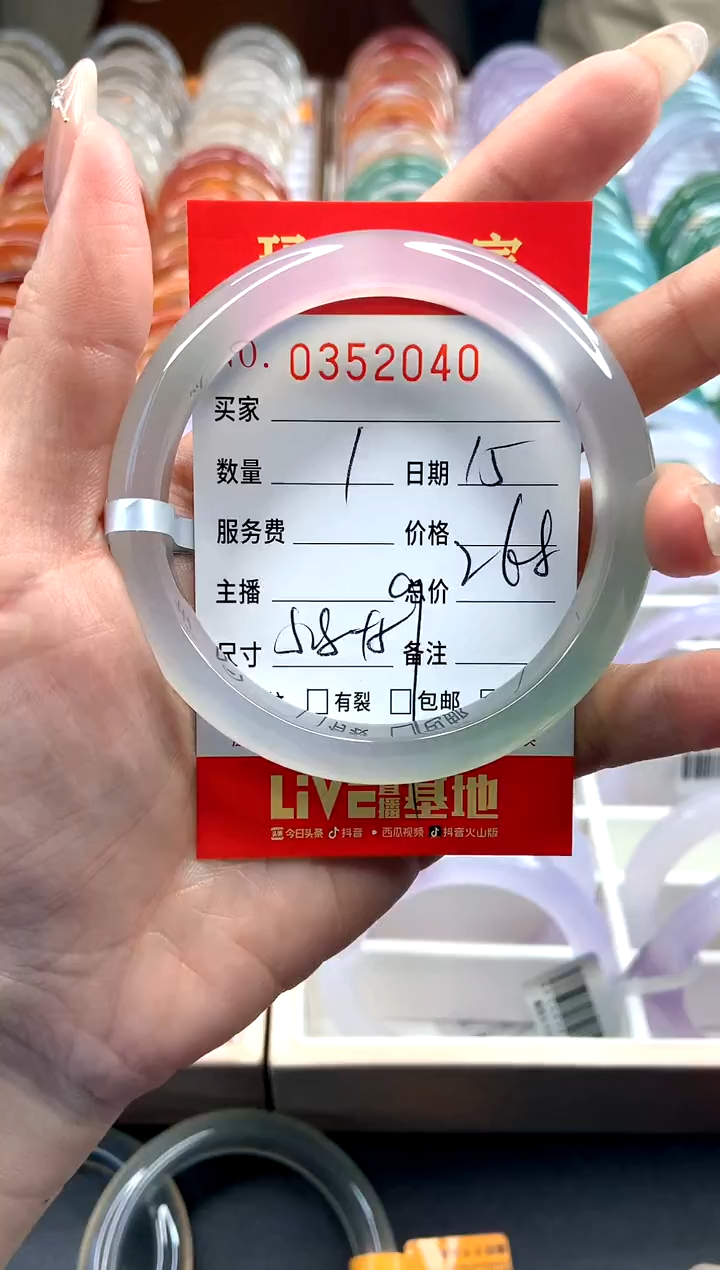 NO. 0352040
买家
数量 1 日期 15
服务费 价格 268
主播 总价
尺寸 备注
有裂 包邮
LiVE直播基地
今日头条 抖音 西瓜视频 抖音火山版